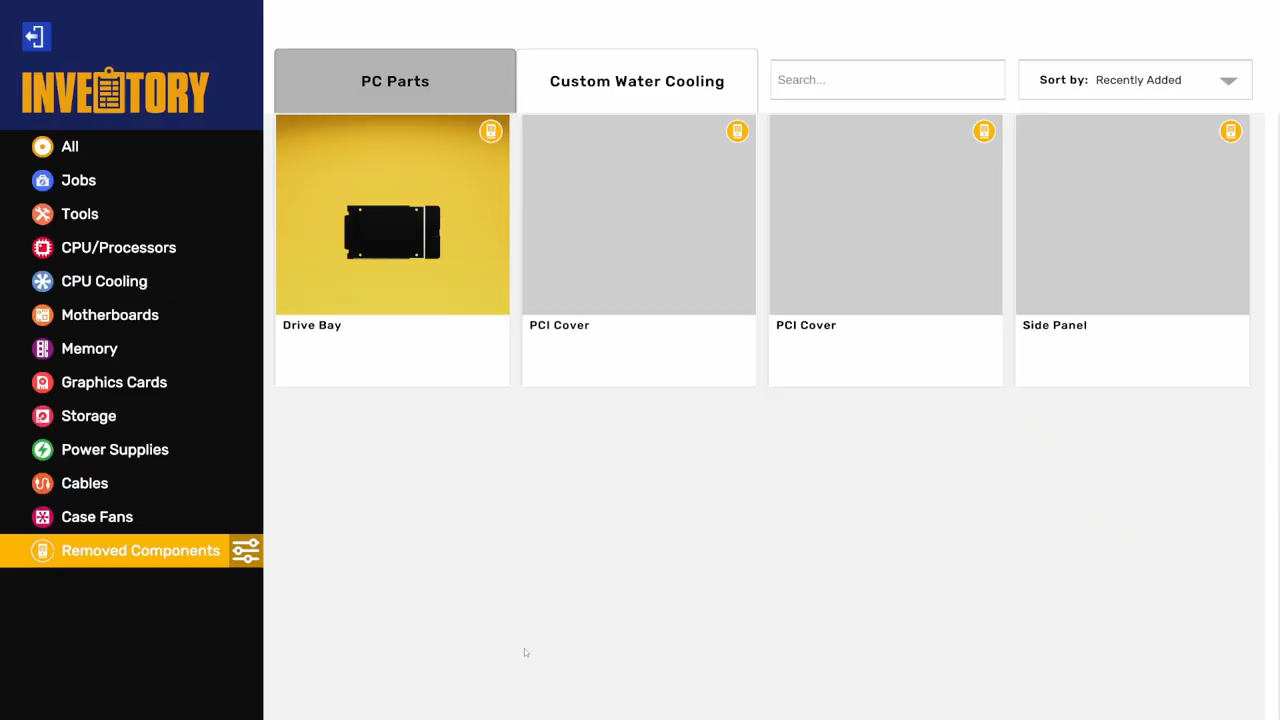 INVENTORY
All
Jobs
Tools
CPU/Processors
CPU Cooling
Motherboards
Memory
Graphics Cards
Storage
Power Supplies
Cables
Case Fans
Removed Components
PC Parts
Custom Water Cooling
Search...
Sort by: Recently Added
Drive Bay
PCI Cover
PCI Cover
Side Panel